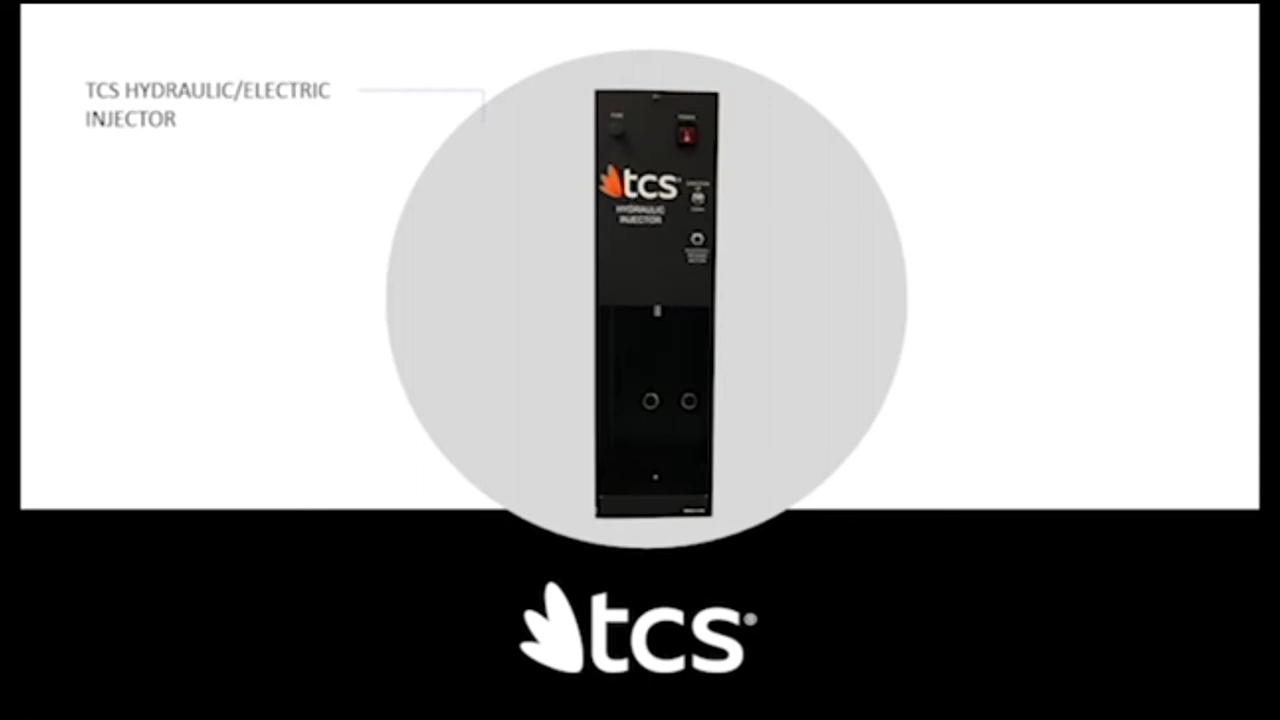 TCS HYDRAULIC/ELECTRIC
INJECTOR
tcs
HYDRAULIC
INJECTOR
tcs®